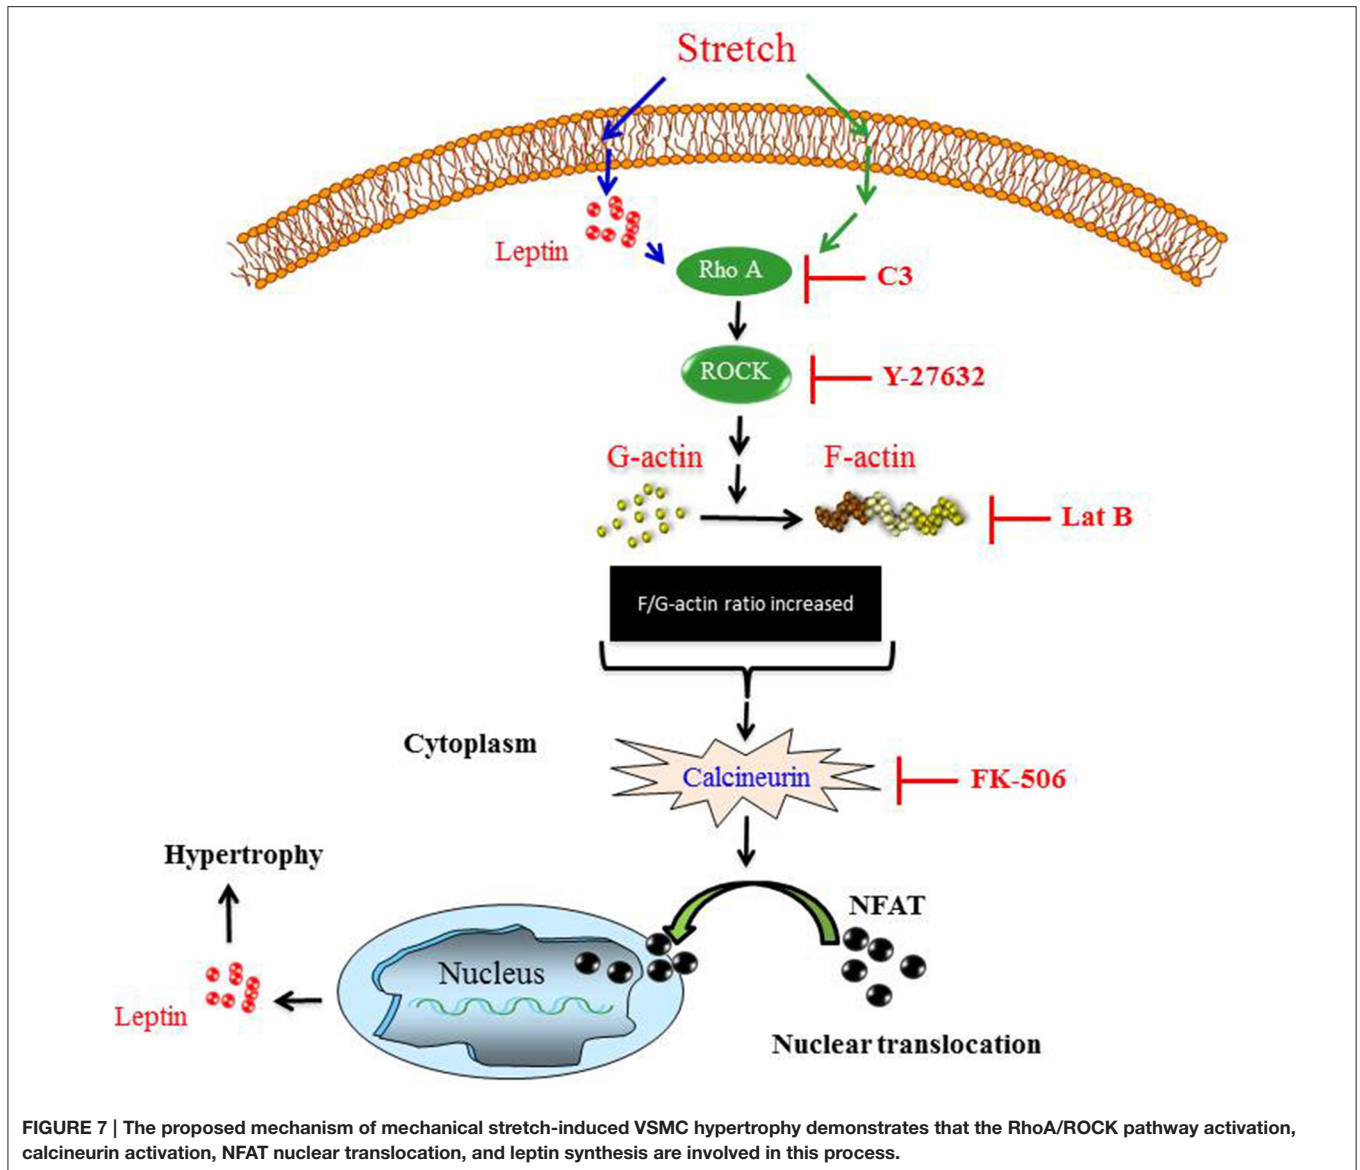 Stretch
Leptin
Rho A
C3
ROCK
Y-27632
G-actin
F-actin
Lat B
F/G-actin ratio increased
Cytoplasm
Calcineurin
FK-506
Hypertrophy
NFAT
Nucleus
Leptin
Nuclear translocation
FIGURE 7 | The proposed mechanism of mechanical stretch-induced VSMC hypertrophy demonstrates that the RhoA/ROCK pathway activation,
calcineurin activation, NFAT nuclear translocation, and leptin synthesis are involved in this process.